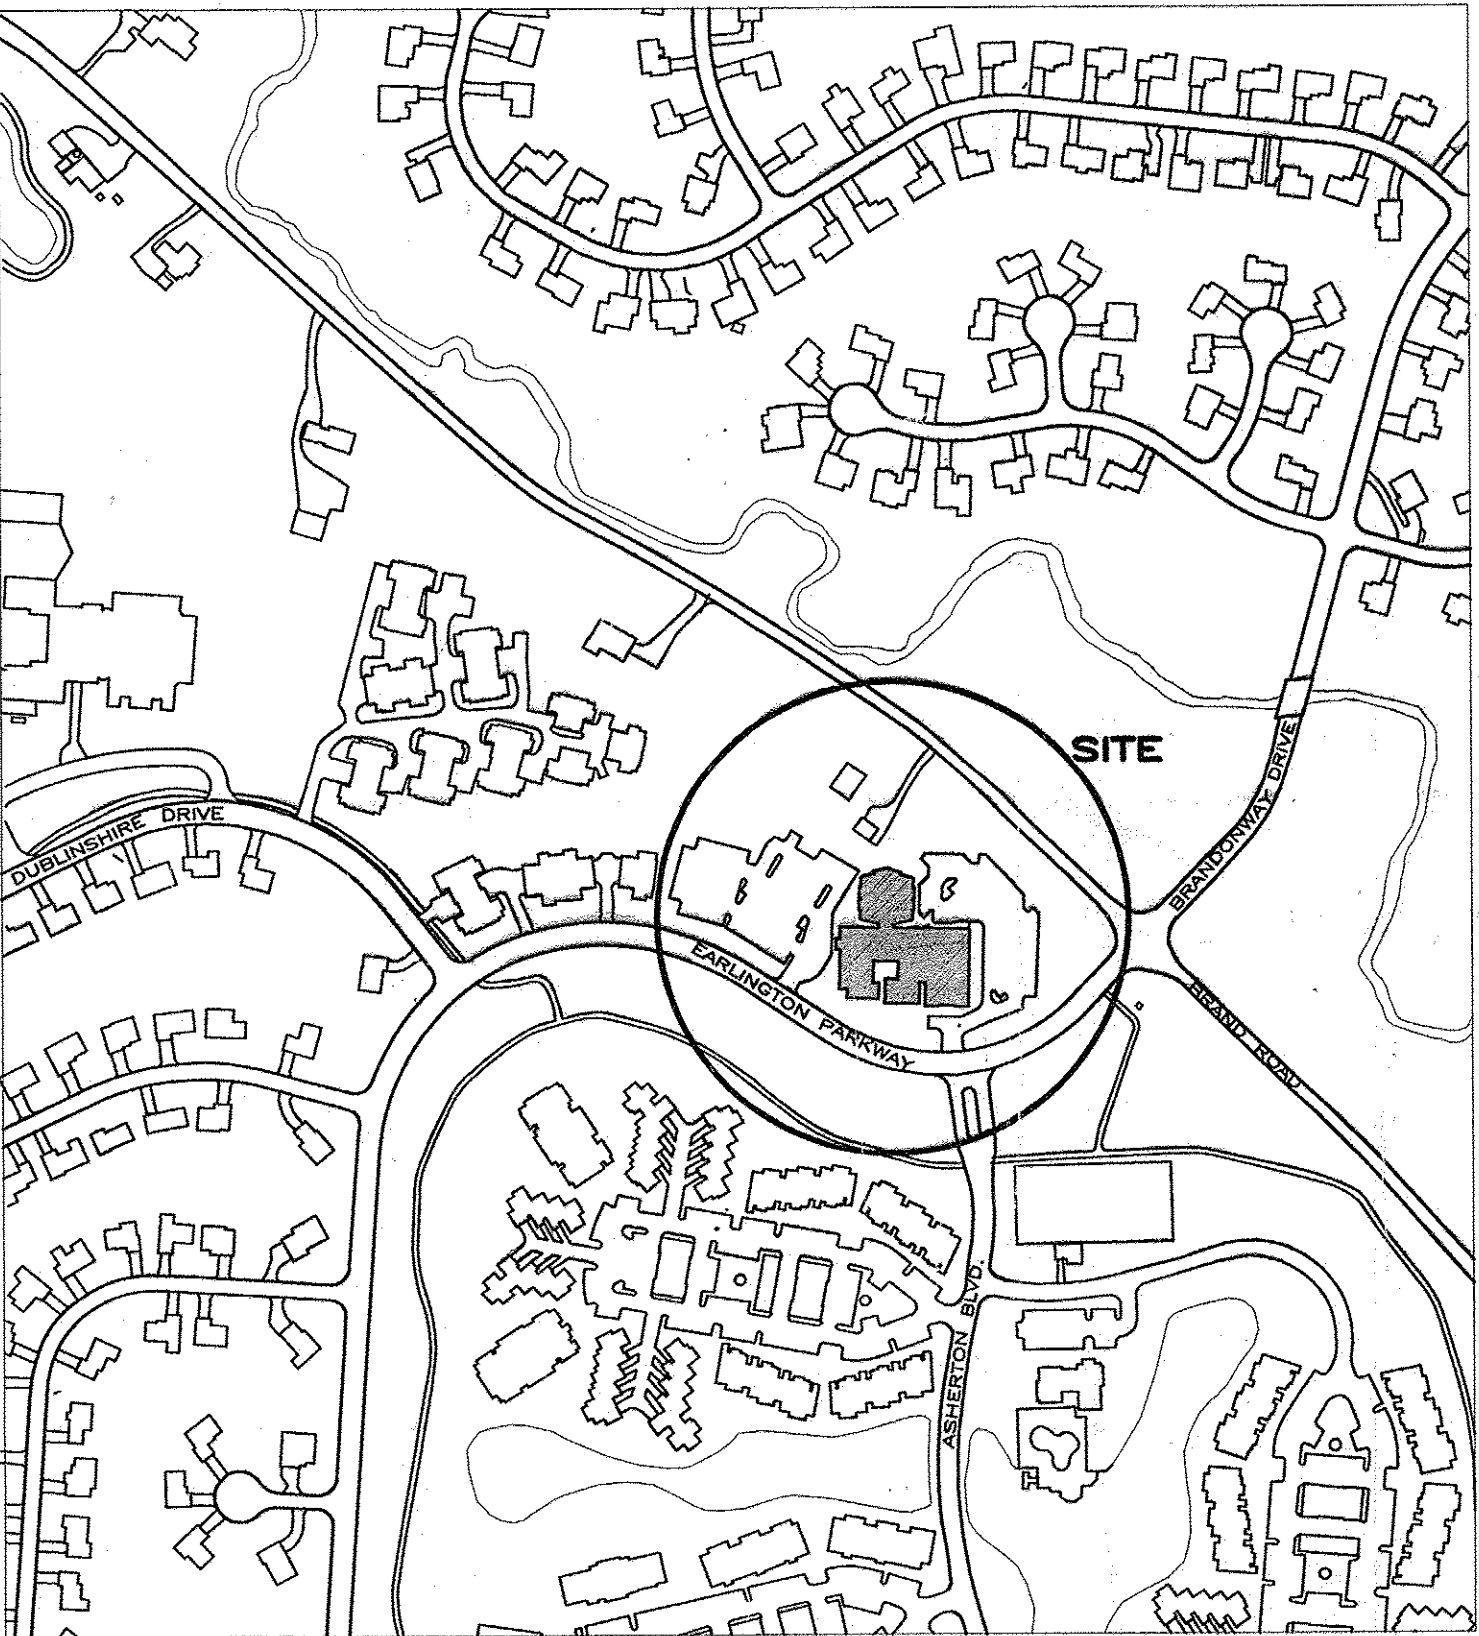 SITE
BRANDONWAY DRIVE
DUBLINSHIRE DRIVE
EARLINGTON PARKWAY
BRAND ROAD
ASHERTON BLVD.